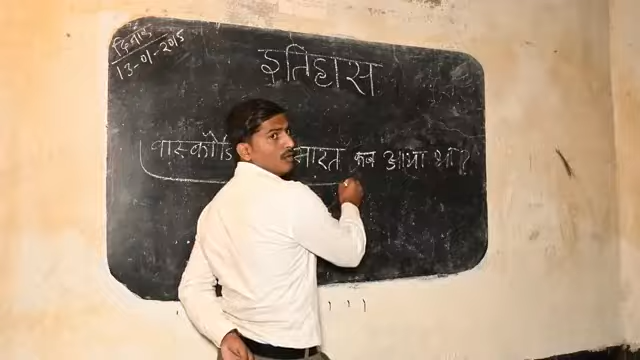 दिनांक
13-01-2015
इतिहास
वास्कोडि भारत कब आया था?